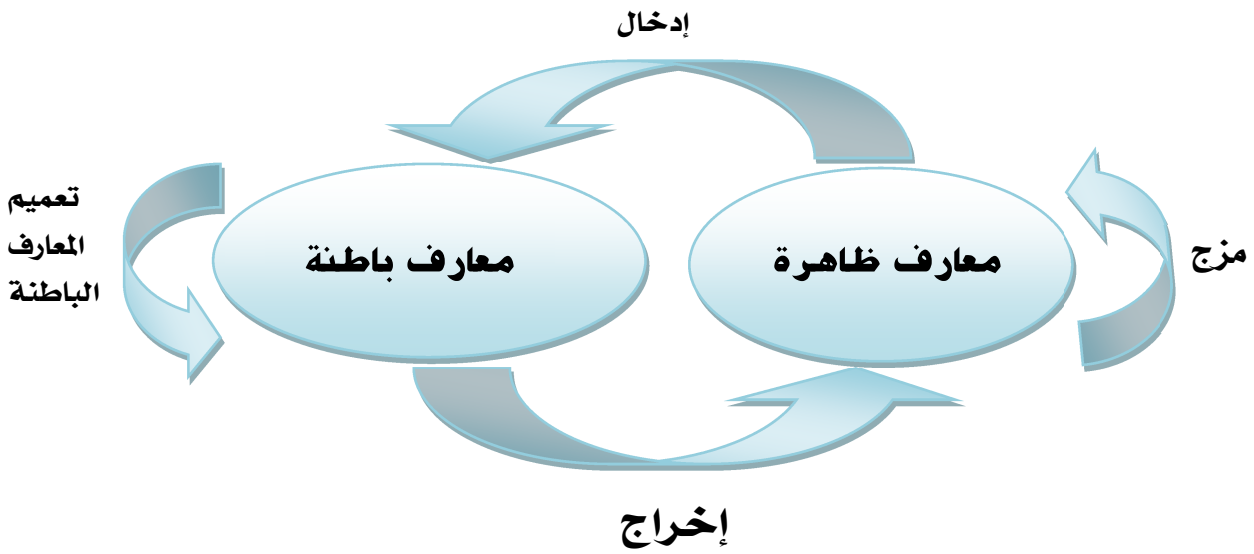 إدخال
تعميم
المعارف
الباطنة
معارف باطنة
معارف ظاهرة
مزج
إخراج